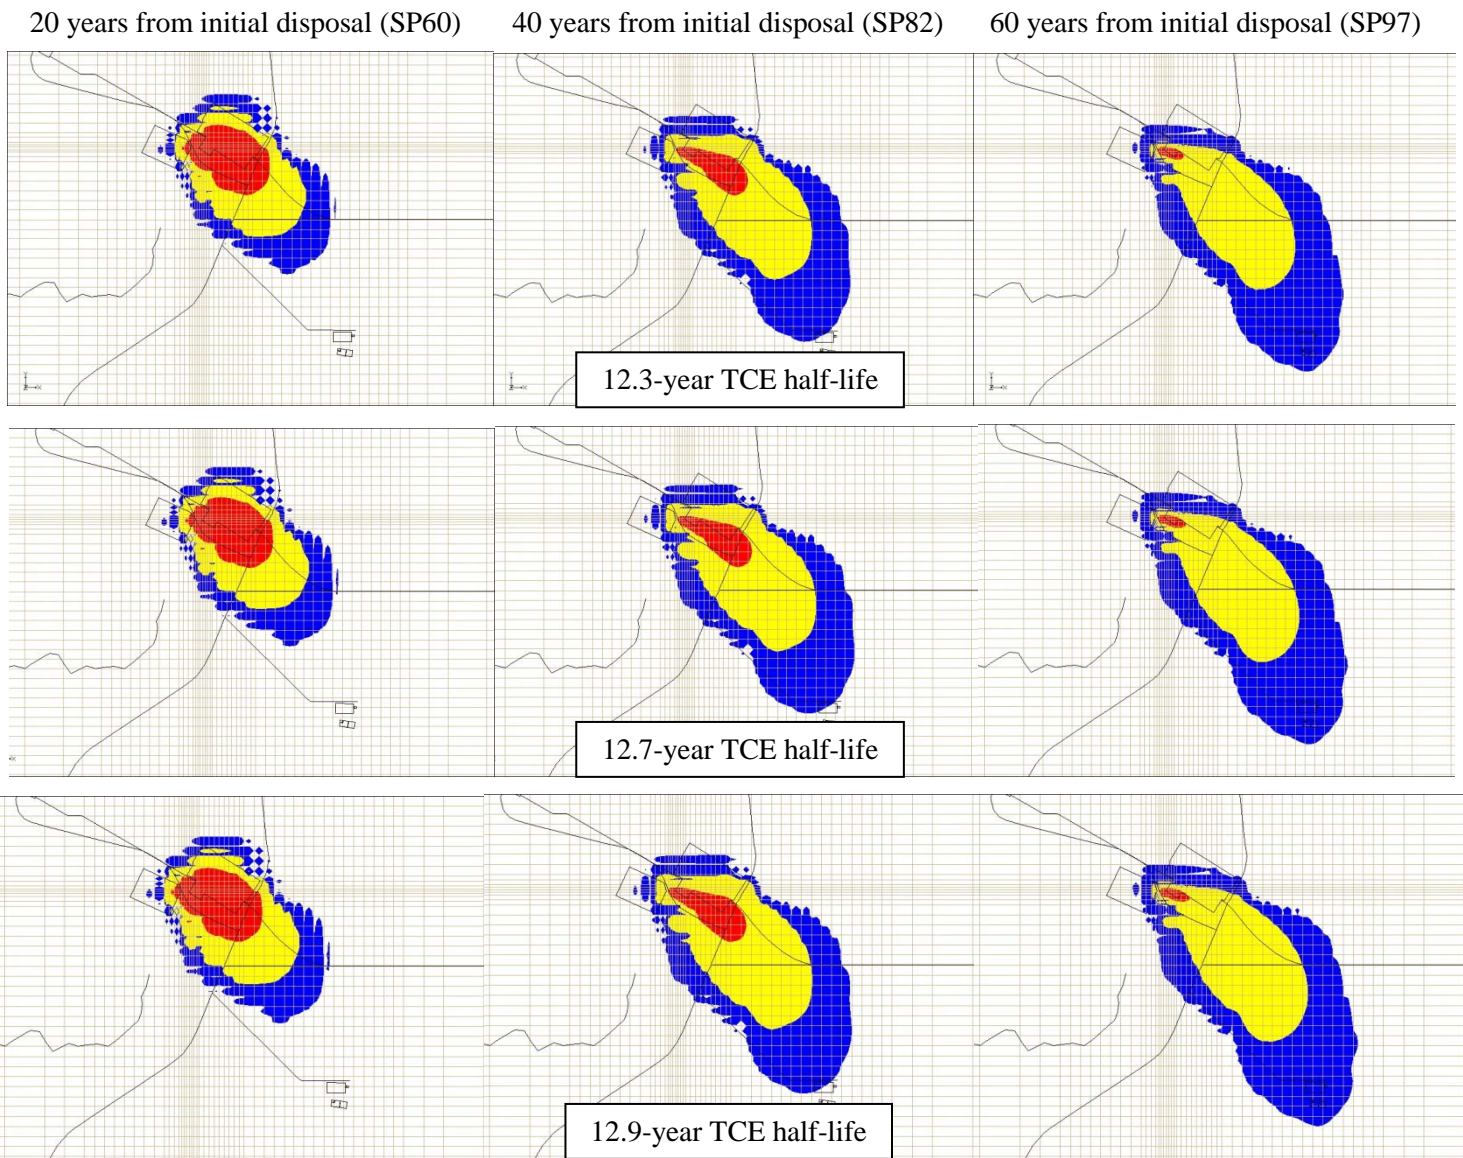 20 years from initial disposal (SP60)
40 years from initial disposal (SP82)
60 years from initial disposal (SP97)
12.3-year TCE half-life
12.7-year TCE half-life
12.9-year TCE half-life